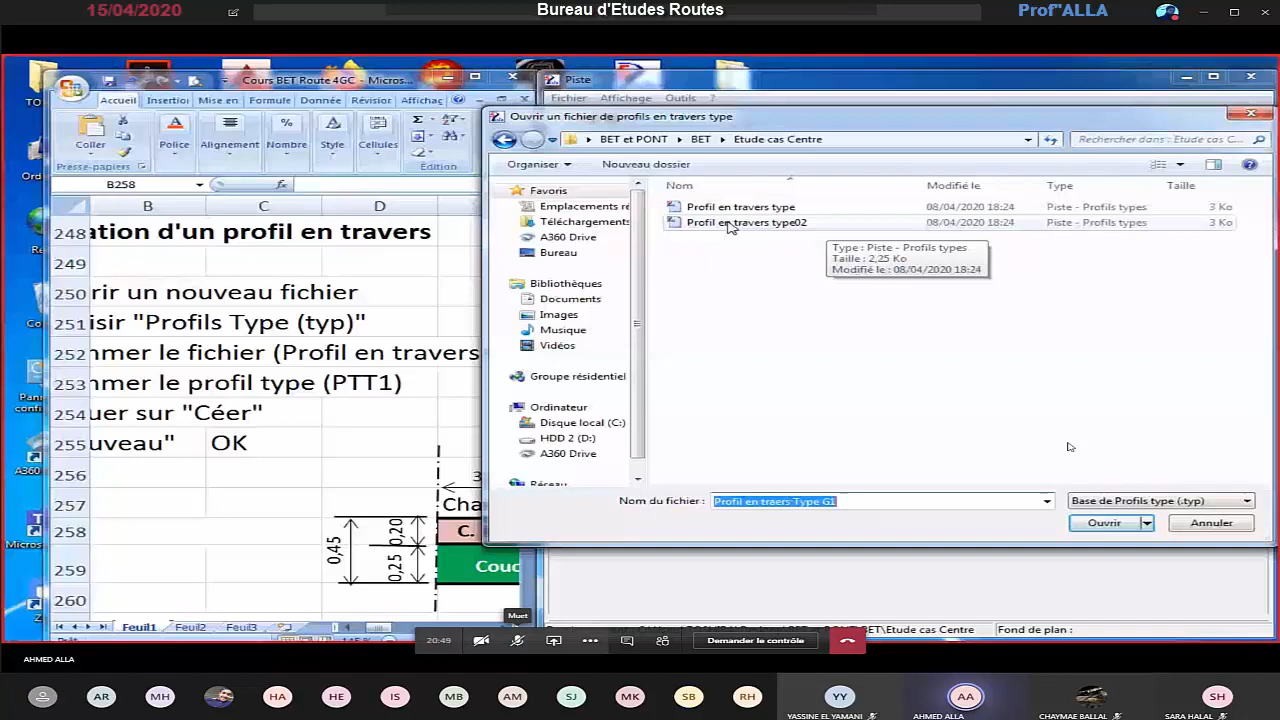 15/04/2020
Bureau d'Etudes Routes
Prof"ALLA
Cours BET Route 4GC - Micros...
Piste
Accueil Insertion Mise en Formule Donnée Révisior Affichag
Fichier Affichage Outils ?
Coller Police Alignement Nombre Style Cellules
Presse-papiers Édition
B258
B C D
248 ation d'un profil en travers
249
250 rir un nouveau fichier
251 isir "Profils Type (typ)"
252 mmer le fichier (Profil en travers
253 mmer le profil type (PTT1)
254 uer sur "Céer"
255 uveau" OK
256
257 Cha
258 0,45 0,20 C.
259 0,25 Couc
260
Feuil1 Feuil2 Feuil3
Ouvrir un fichier de profils en travers type
BET et PONT BET Etude cas Centre
Rechercher dans : Etude cas C...
Organiser Nouveau dossier
Favoris
Emplacements ré
Téléchargements
A360 Drive
Bureau
Bibliothèques
Documents
Images
Musique
Vidéos
Groupe résidentiel
Ordinateur
Disque local (C:)
HDD 2 (D:)
A360 Drive
Réseau
Nom Modifié le Type Taille
Profil en travers type 08/04/2020 18:24 Piste - Profils types 3 Ko
Profil en travers type02 08/04/2020 18:24 Piste - Profils types 3 Ko
Type : Piste - Profils types
Taille : 2,25 Ko
Modifié le : 08/04/2020 18:24
Nom du fichier : Profil en traers Type G1
Base de Profils type (.typ)
Ouvrir Annuler
BET\Etude cas Centre
Fond de plan :
Muet
20:49 Demander le contrôle
AHMED ALLA
AR MH HA HE IS MB AM SJ MK SB RH YY AA SH
YASSINE EL YAMANI AHMED ALLA CHAYMAE BALLAL SARA HALAL